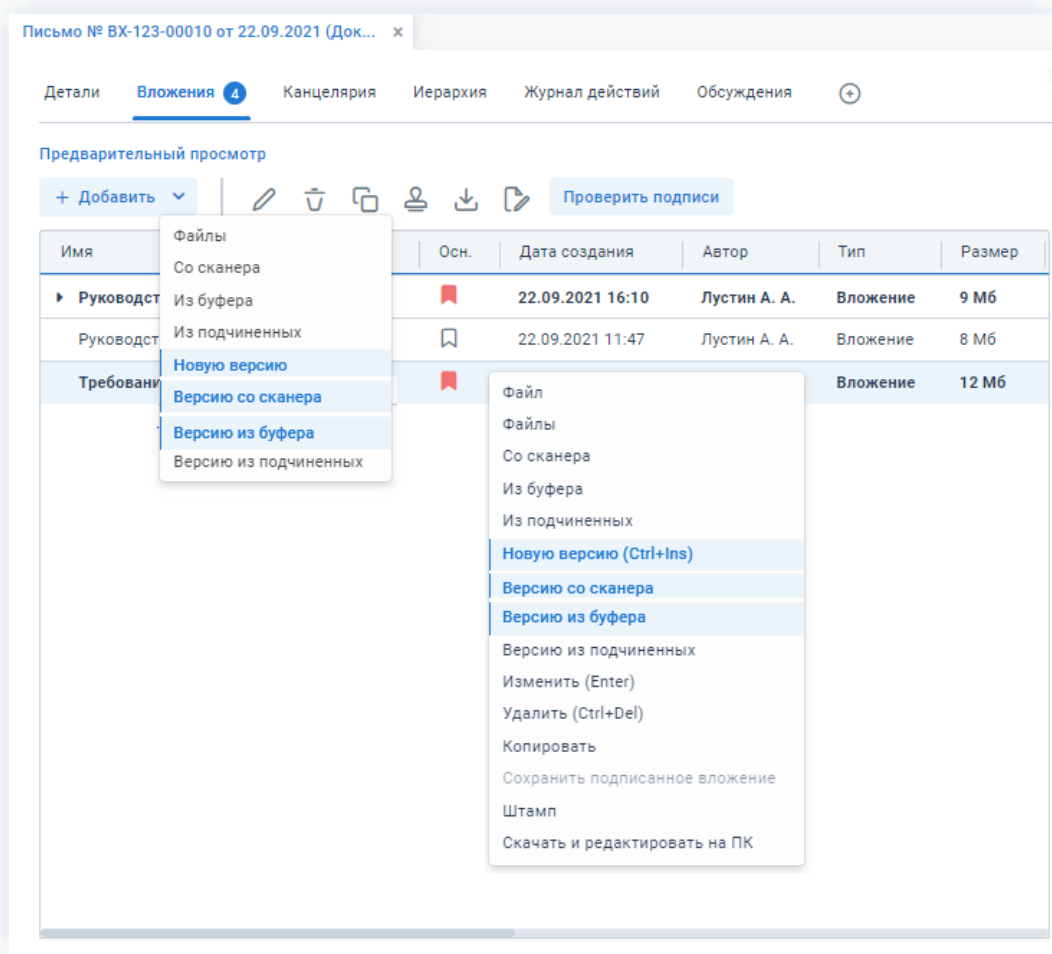 Письмо № ВХ-123-00010 от 22.09.2021 (Док... ×
Детали Вложения 4 Канцелярия Иерархия Журнал действий Обсуждения
Предварительный просмотр
+ Добавить Проверить подписи
Имя Осн. Дата создания Автор Тип Размер
Руководст 22.09.2021 16:10 Лустин А. А. Вложение 9 Мб
Руководст 22.09.2021 11:47 Лустин А. А. Вложение 8 Мб
Требовани Вложение 12 Мб
Файлы
Со сканера
Из буфера
Из подчиненных
Новую версию
Версию со сканера
Версию из буфера
Версию из подчиненных
Файл
Файлы
Со сканера
Из буфера
Из подчиненных
Новую версию (Ctrl+Ins)
Версию со сканера
Версию из буфера
Версию из подчиненных
Изменить (Enter)
Удалить (Ctrl+Del)
Копировать
Сохранить подписанное вложение
Штамп
Скачать и редактировать на ПК